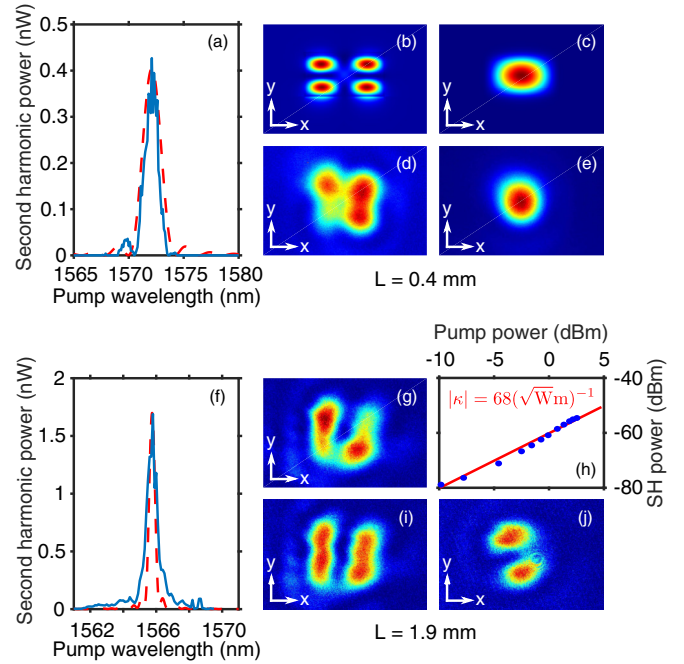 Second harmonic power (nW)
0.5
0.4
0.3
0.2
0.1
0
1565 1570 1575 1580
Pump wavelength (nm)
(a)
(b)
y
x
(c)
y
x
(d)
y
x
(e)
y
x
L = 0.4 mm
Second harmonic power (nW)
2
1.5
1
0.5
0
1562 1566 1570
Pump wavelength (nm)
(f)
(g)
y
x
Pump power (dBm)
-10 -5 0 5
|κ| = 68(√Wm)⁻¹
(h)
-40
-60
-80
SH power (dBm)
(i)
y
x
(j)
y
x
L = 1.9 mm